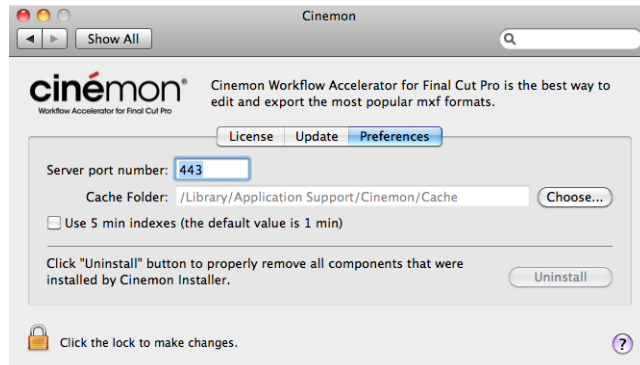 Cinemon
Show All
cinémon®
Workflow Accelerator for Final Cut Pro
Cinemon Workflow Accelerator for Final Cut Pro is the best way to
edit and export the most popular mxf formats.
License Update Preferences
Server port number: 443
Cache Folder: /Library/Application Support/Cinemon/Cache Choose...
Use 5 min indexes (the default value is 1 min)
Click "Uninstall" button to properly remove all components that were
installed by Cinemon Installer.
Uninstall
Click the lock to make changes.
?